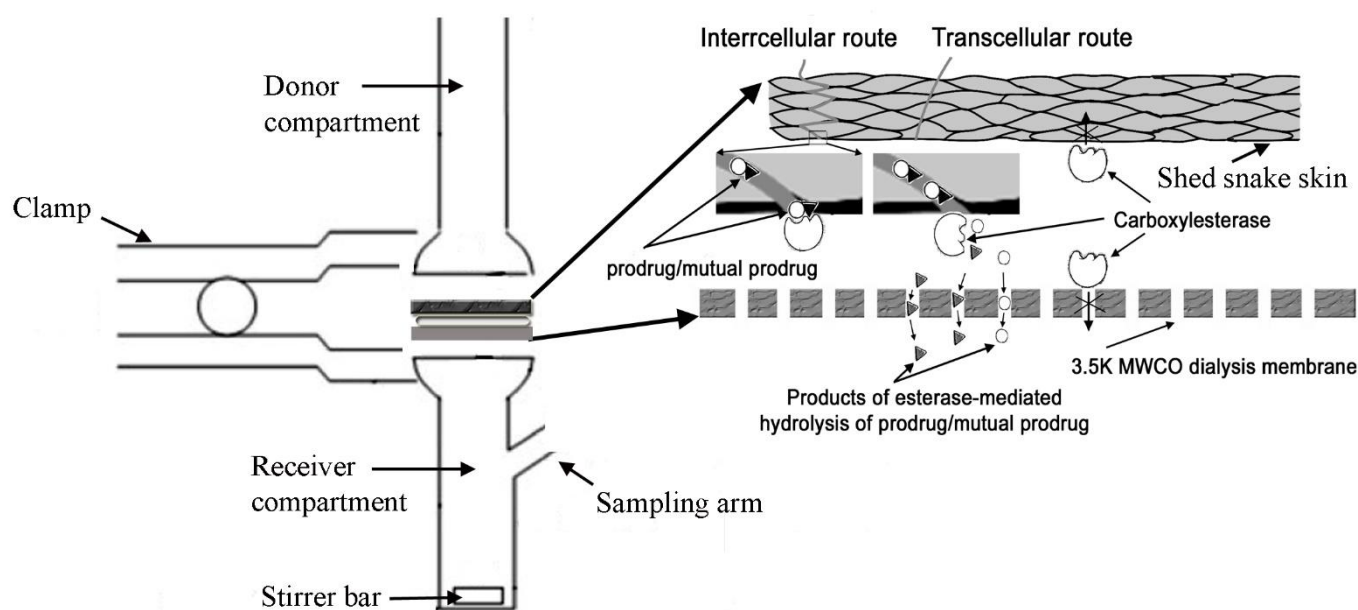 Interrcellular route
Transcellular route
Donor
compartment
Clamp
Shed snake skin
Carboxylesterase
prodrug/mutual prodrug
3.5K MWCO dialysis membrane
Products of esterase-mediated
hydrolysis of prodrug/mutual prodrug
Receiver
compartment
Sampling arm
Stirrer bar